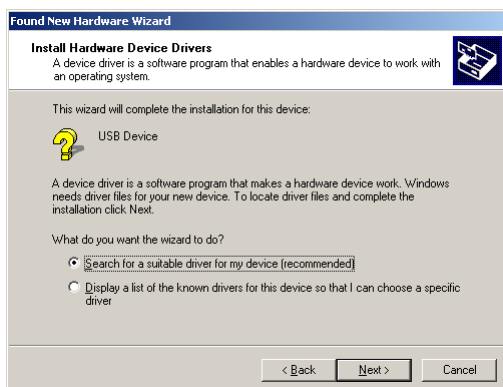 Found New Hardware Wizard
Install Hardware Device Drivers
A device driver is a software program that enables a hardware device to work with
an operating system.
This wizard will complete the installation for this device:
USB Device
A device driver is a software program that makes a hardware device work. Windows
needs driver files for your new device. To locate driver files and complete the
installation click Next.
What do you want the wizard to do?
Search for a suitable driver for my device (recommended)
Display a list of the known drivers for this device so that I can choose a specific
driver
< Back Next > Cancel